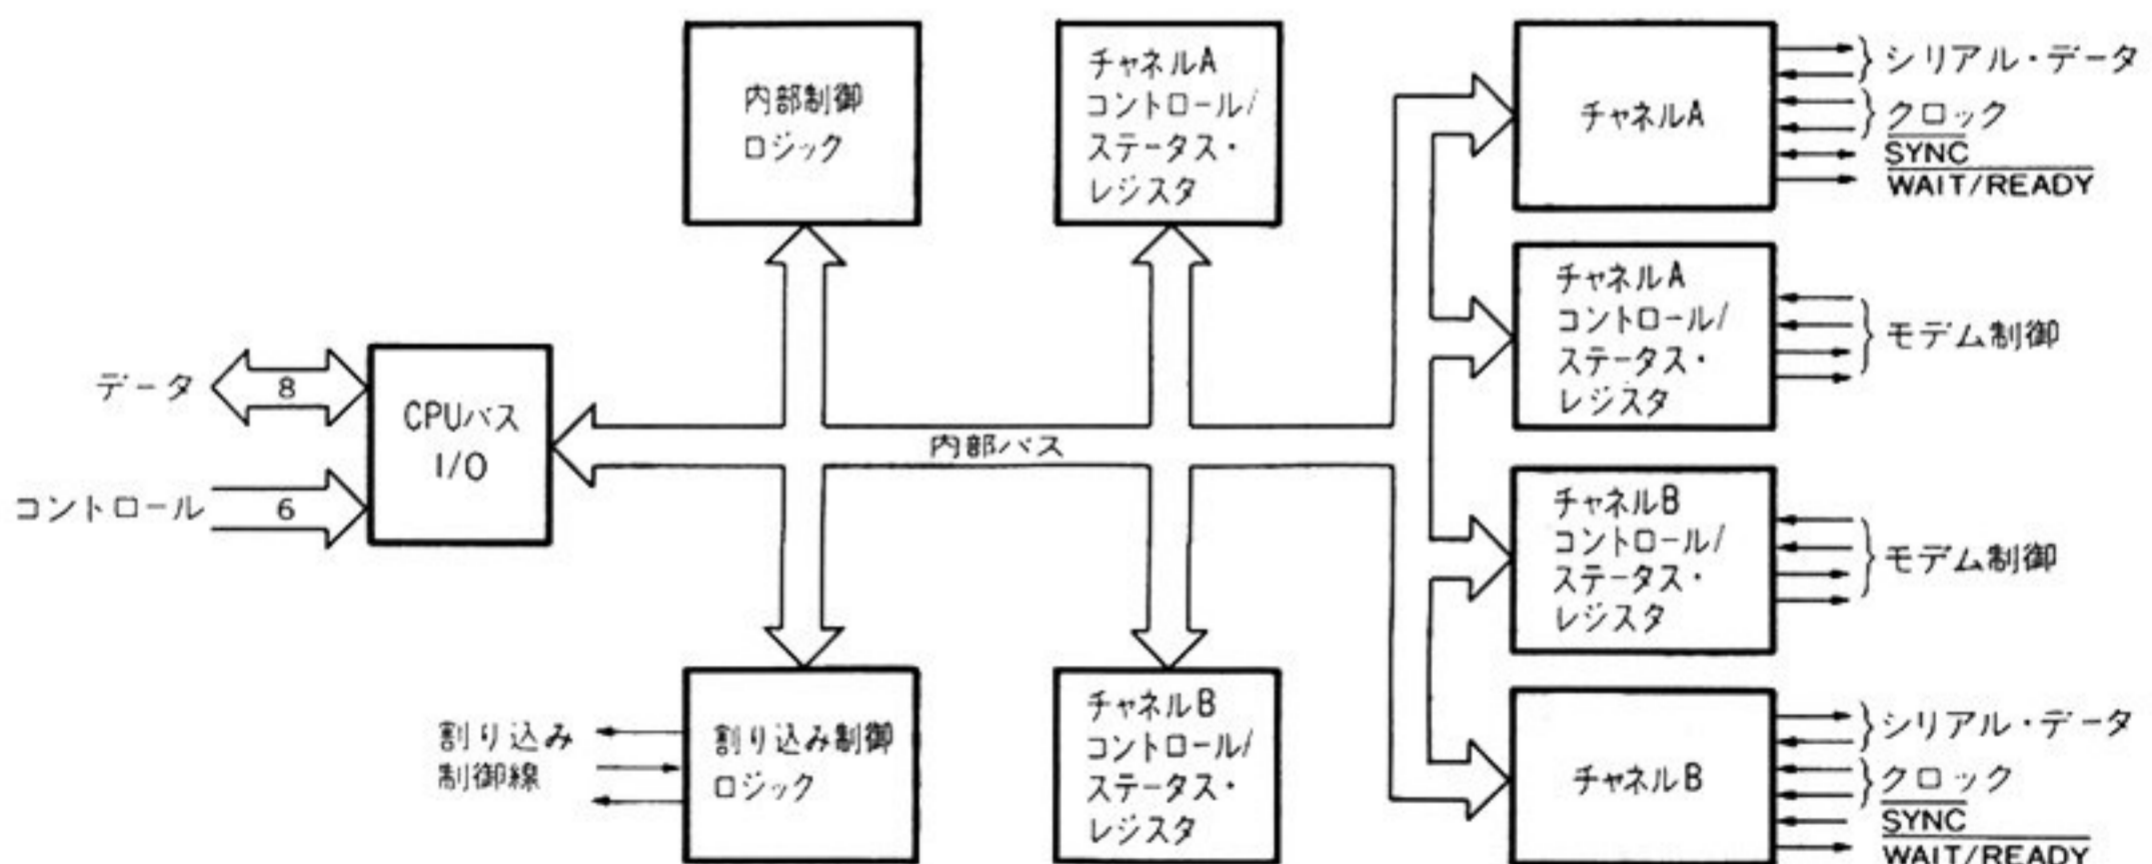 内部制御
ロジック
チャネルA
コントロール/
ステータス・
レジスタ
チャネルA
シリアル・データ
クロック
SYNC
WAIT/READY
チャネルA
コントロール/
ステータス・
レジスタ
モデム制御
データ
8
コントロール
6
CPUバス
I/O
内部バス
チャネルB
コントロール/
ステータス・
レジスタ
モデム制御
割り込み
制御線
割り込み制御
ロジック
チャネルB
コントロール/
ステータス・
レジスタ
チャネルB
シリアル・データ
クロック
SYNC
WAIT/READY